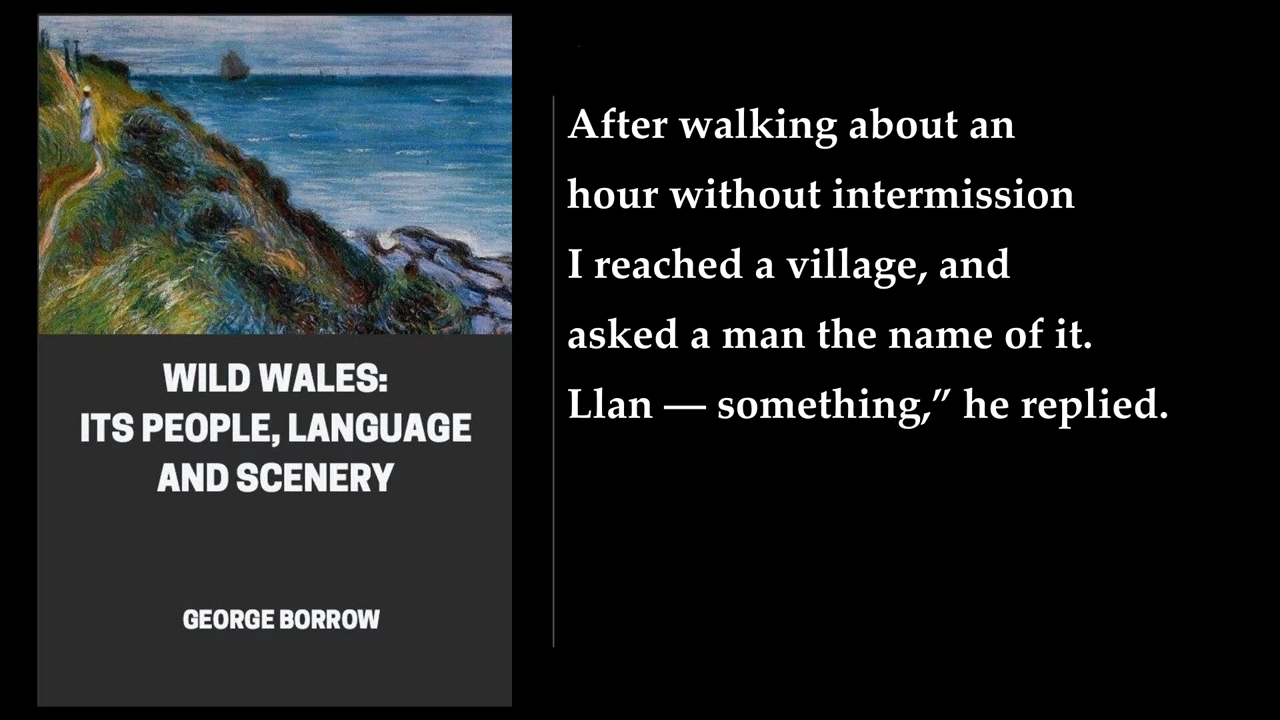 WILD WALES:
ITS PEOPLE, LANGUAGE
AND SCENERY
GEORGE BORROW
After walking about an
hour without intermission
I reached a village, and
asked a man the name of it.
Llan — something,” he replied.